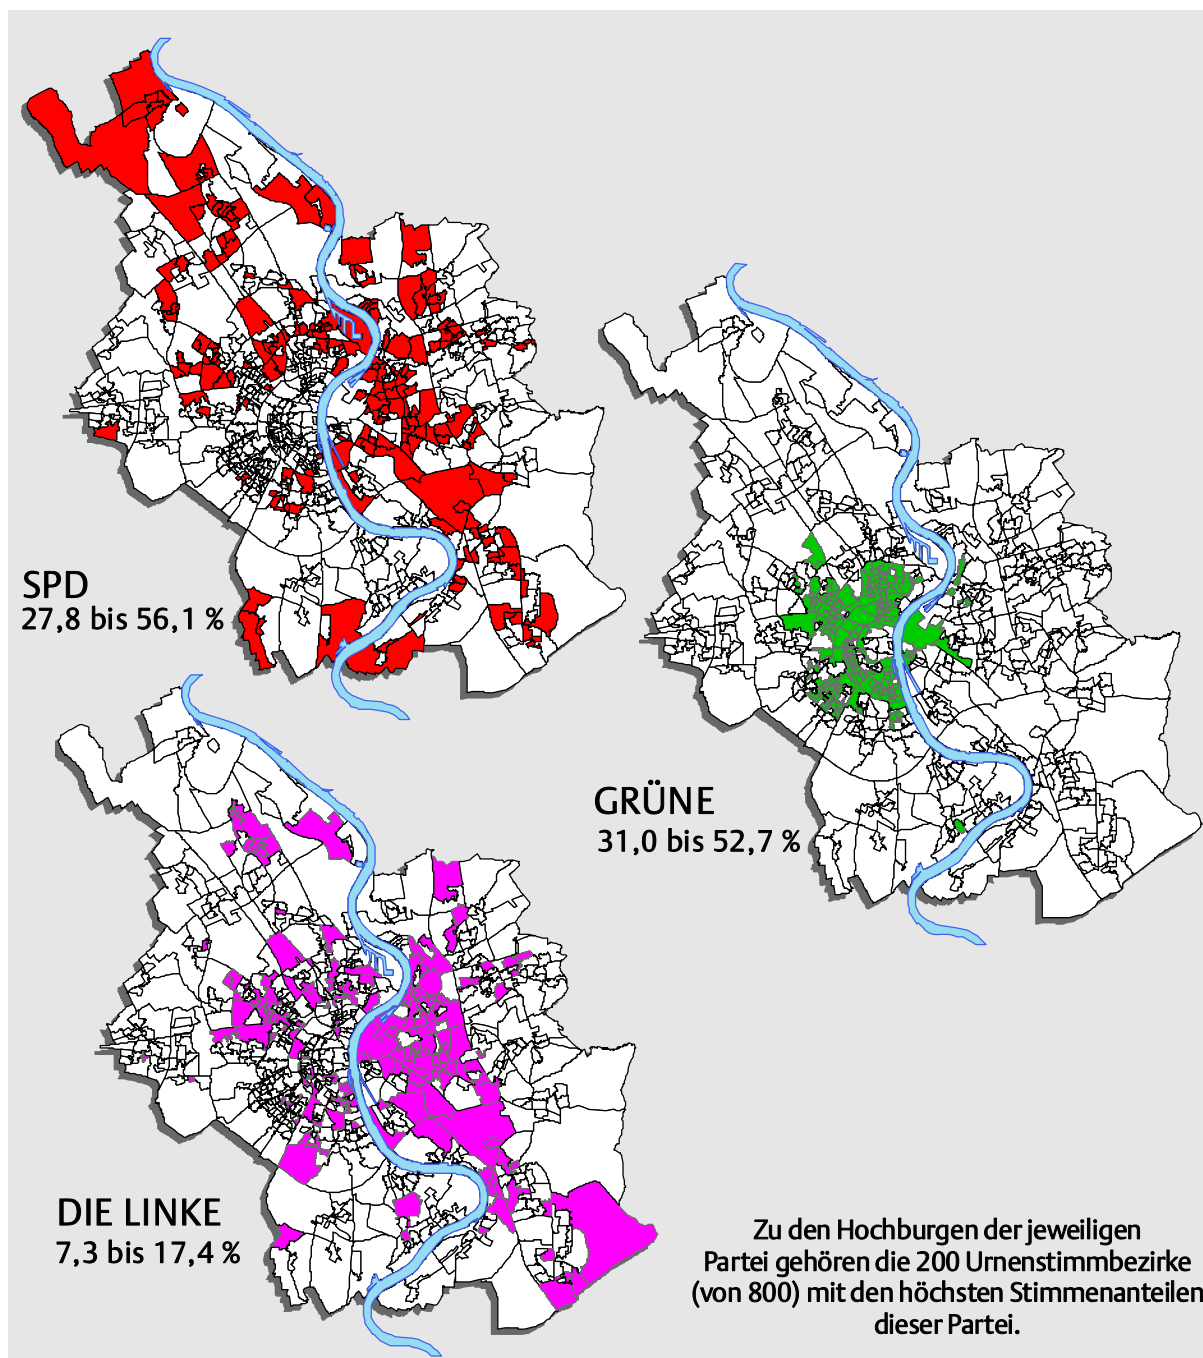 SPD
27,8 bis 56,1 %
GRÜNE
31,0 bis 52,7 %
DIE LINKE
7,3 bis 17,4 %
Zu den Hochburgen der jeweiligen
Partei gehören die 200 Urnenstimmbezirke
(von 800) mit den höchsten Stimmenanteilen
dieser Partei.